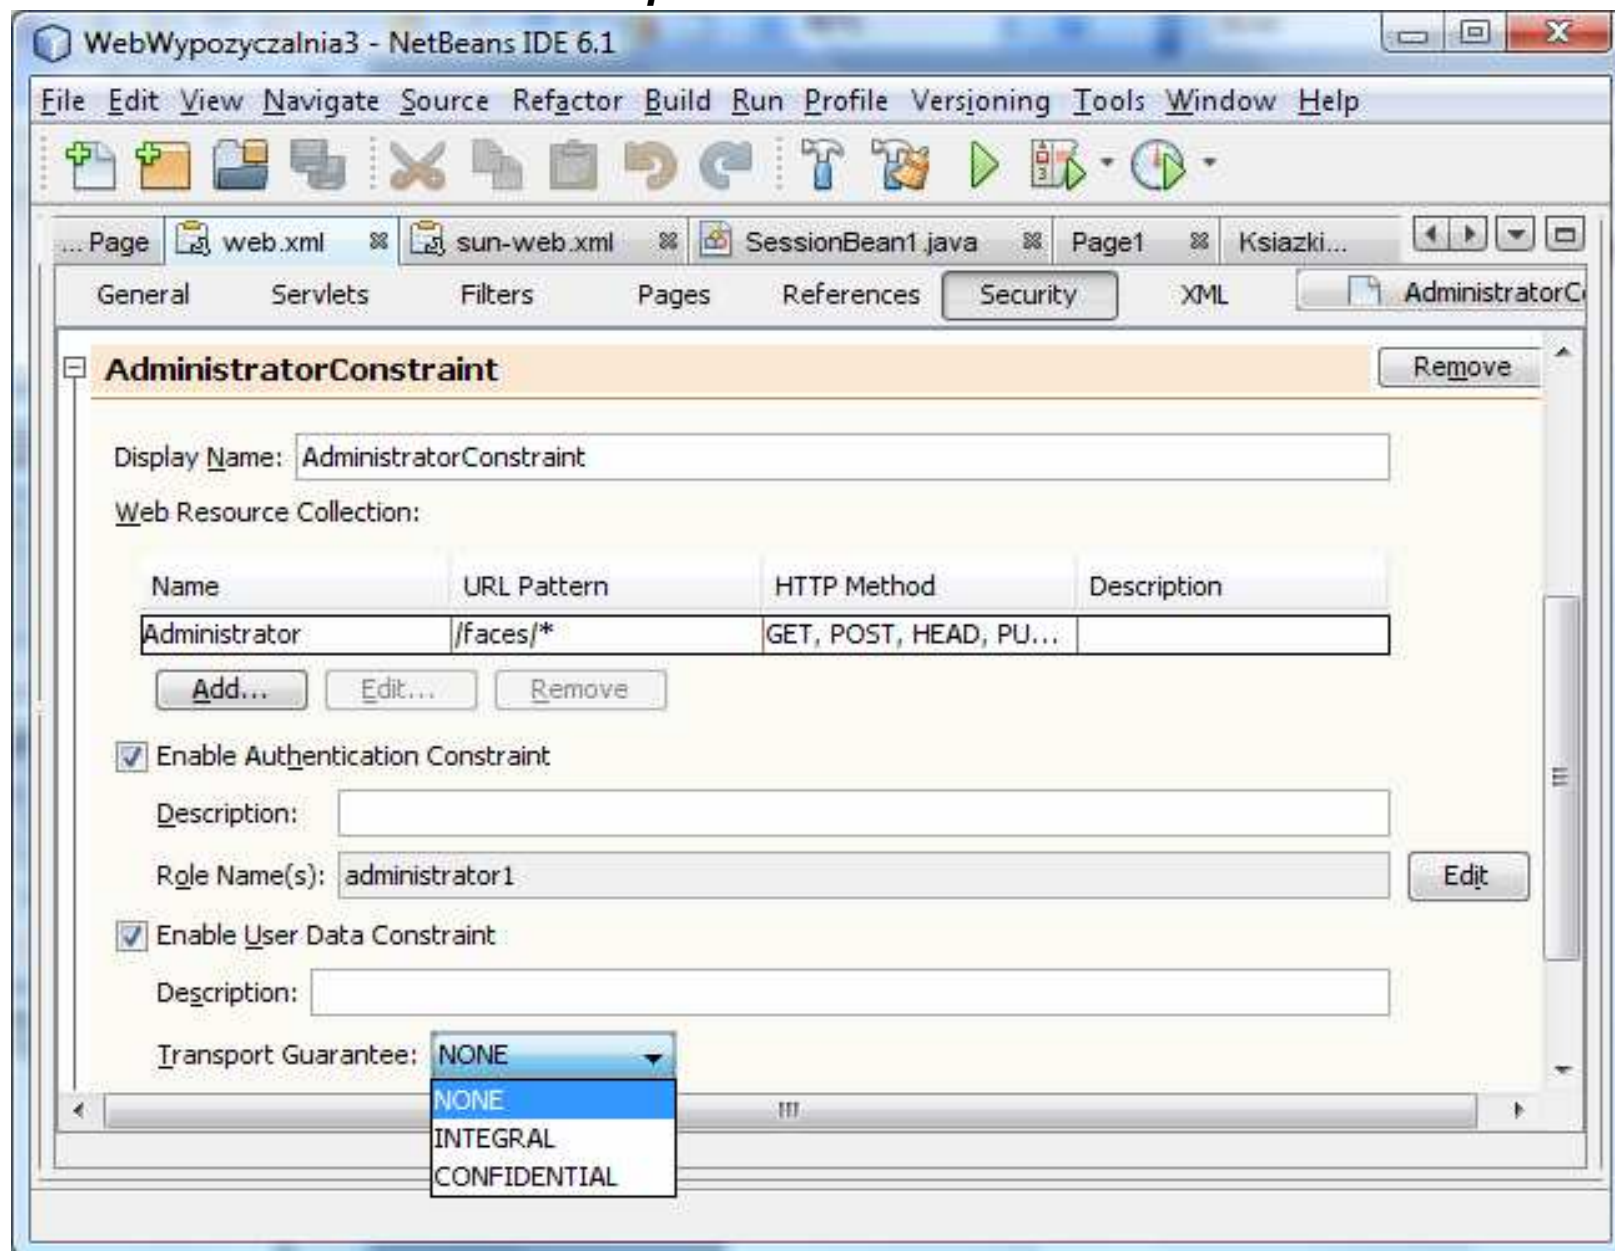 WebWypozyczalnia3 - NetBeans IDE 6.1
File Edit View Navigate Source Refactor Build Run Profile Versioning Tools Window Help
... Page web.xml sun-web.xml SessionBean1.java Page1 Ksiazki...
General Servlets Filters Pages References Security XML AdministratorC
AdministratorConstraint Remove
Display Name: AdministratorConstraint
Web Resource Collection:
Name URL Pattern HTTP Method Description
Administrator /faces/* GET, POST, HEAD, PU...
Add... Edit... Remove
Enable Authentication Constraint
Description:
Role Name(s): administrator1 Edit
Enable User Data Constraint
Description:
Transport Guarantee: NONE
NONE
INTEGRAL
CONFIDENTIAL